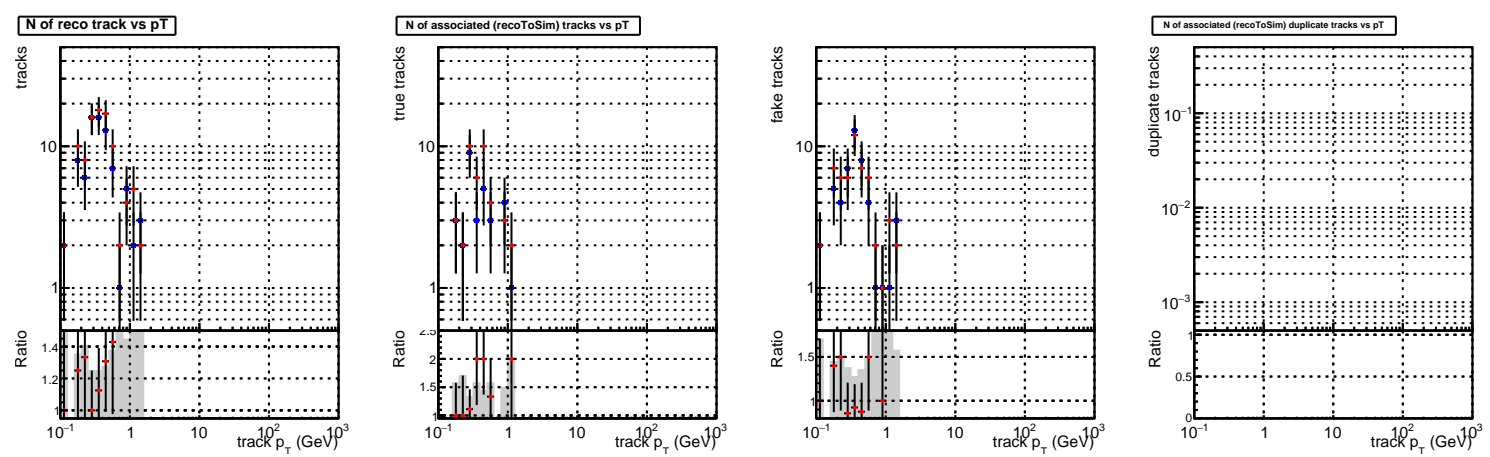 N of reco track vs pT
tracks
10
1
Ratio
1.4
1.2
1
10⁻¹ 1 10 10² 10³
track p_T (GeV)
N of associated (recoToSim) tracks vs pT
true tracks
10
1
Ratio
2.5
2
1.5
1
10⁻¹ 1 10 10² 10³
track p_T (GeV)
fake tracks
10
1
Ratio
1.5
1
10⁻¹ 1 10 10² 10³
track p_T (GeV)
N of associated (recoToSim) duplicate tracks vs pT
duplicate tracks
10⁻¹
10⁻²
10⁻³
Ratio
1
0.5
0
10⁻¹ 1 10 10² 10³
track p_T (GeV)